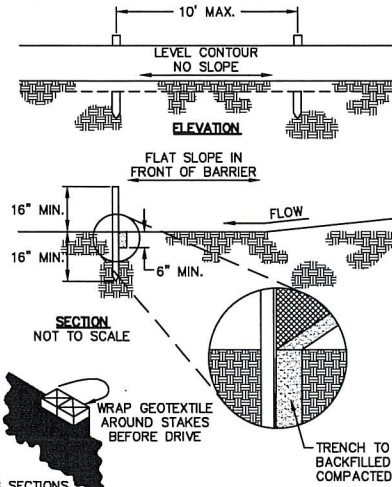 10' MAX.
LEVEL CONTOUR
NO SLOPE
ELEVATION
FLAT SLOPE IN
FRONT OF BARRIER
16" MIN.
FLOW
16" MIN.
6" MIN.
SECTION
NOT TO SCALE
WRAP GEOTEXTILE
AROUND STAKES
BEFORE DRIVE
TRENCH TO
BACKFILLED
COMPACTED
SECTIONS